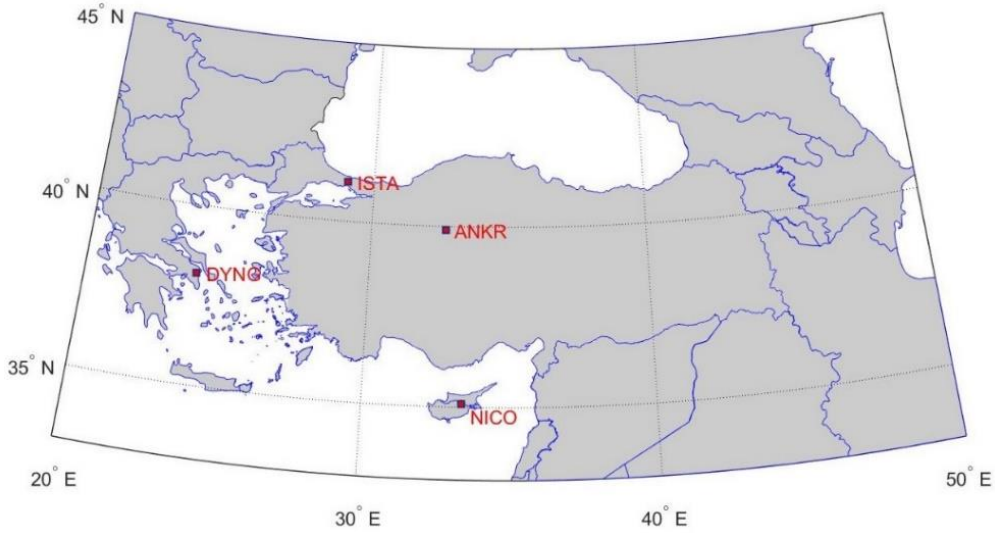 45° N
ISTA
40° N
ANKR
DYNG
35° N
NICO
20° E
50° E
30° E
40° E